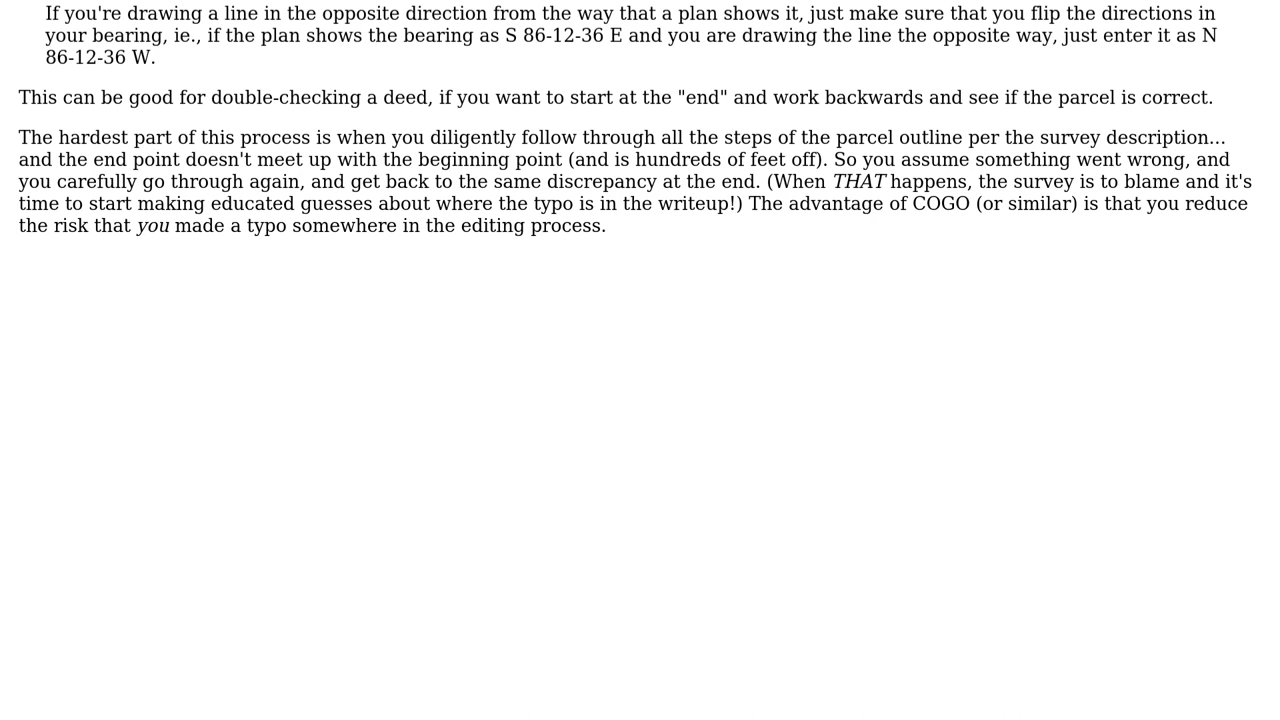 If you're drawing a line in the opposite direction from the way that a plan shows it, just make sure that you flip the directions in
your bearing, ie., if the plan shows the bearing as S 86-12-36 E and you are drawing the line the opposite way, just enter it as N
86-12-36 W.
This can be good for double-checking a deed, if you want to start at the "end" and work backwards and see if the parcel is correct.
The hardest part of this process is when you diligently follow through all the steps of the parcel outline per the survey description...
and the end point doesn't meet up with the beginning point (and is hundreds of feet off). So you assume something went wrong, and
you carefully go through again, and get back to the same discrepancy at the end. (When THAT happens, the survey is to blame and it's
time to start making educated guesses about where the typo is in the writeup!) The advantage of COGO (or similar) is that you reduce
the risk that you made a typo somewhere in the editing process.